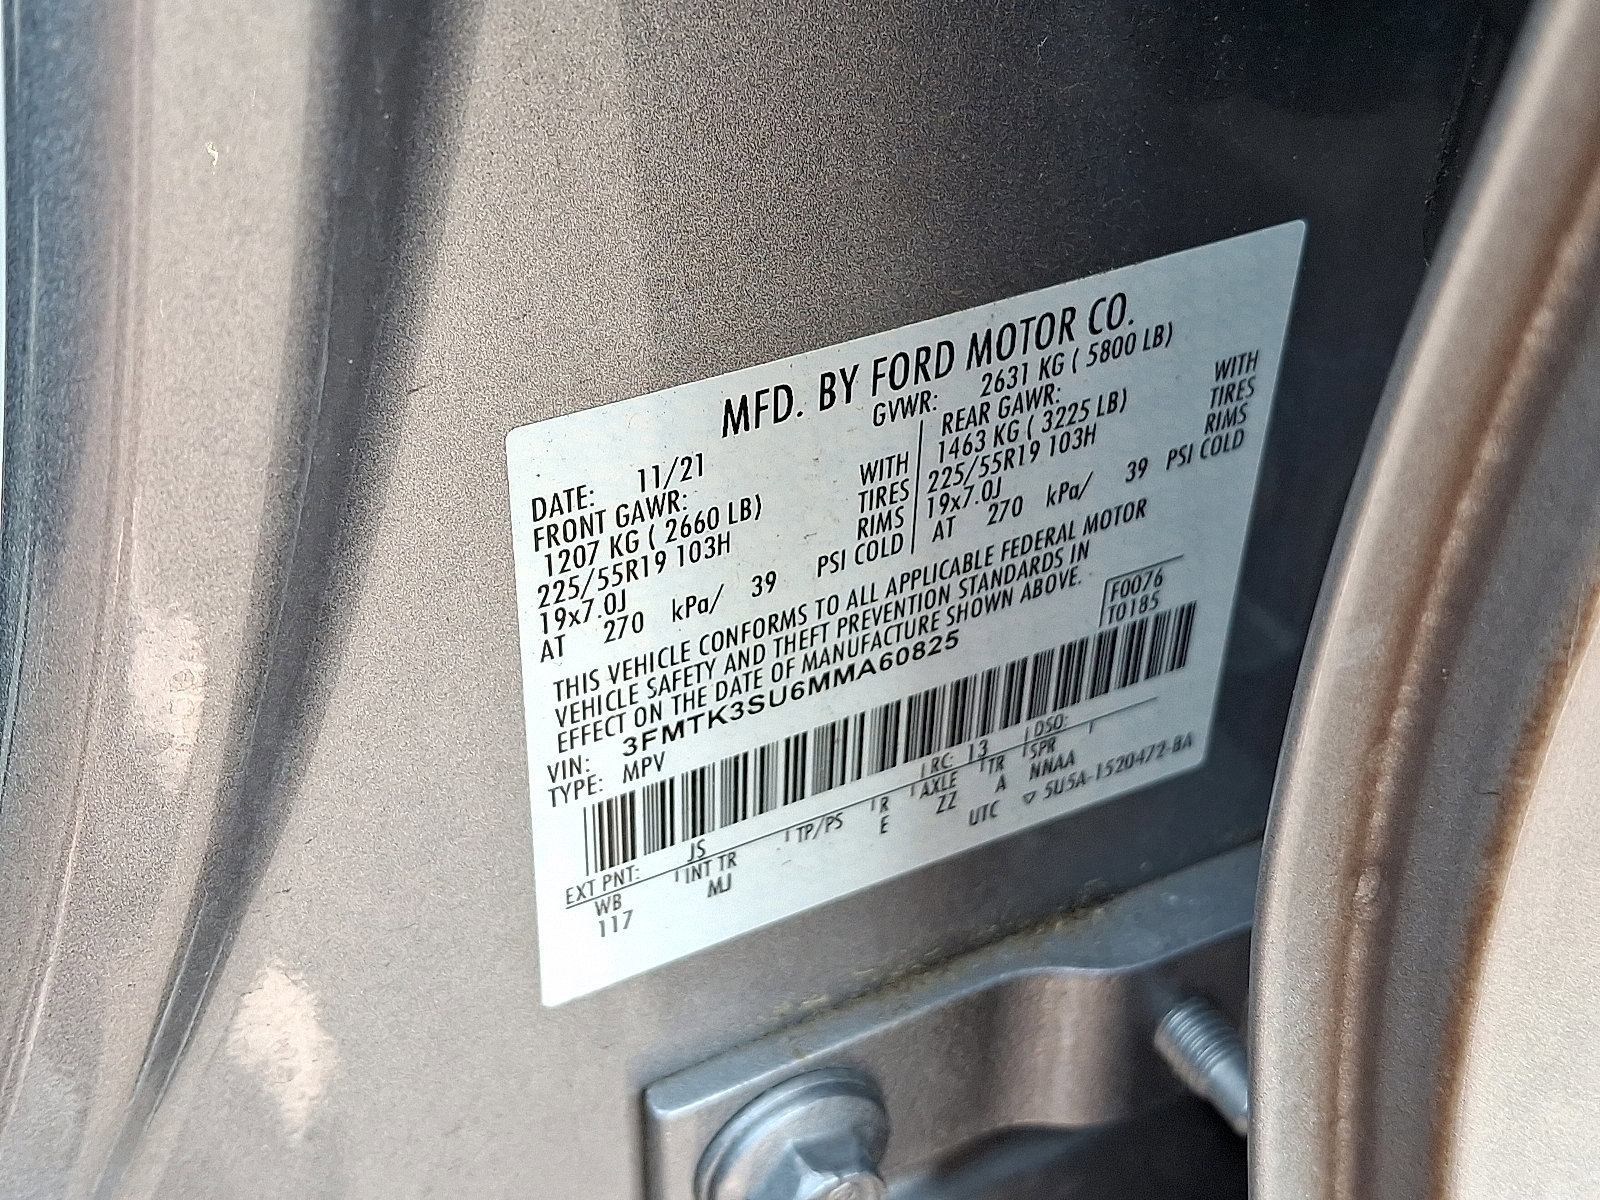 MFD. BY FORD MOTOR CO.
DATE: 11/21 GVWR: 2631 KG ( 5800 LB)
FRONT GAWR: REAR GAWR:
1207 KG ( 2660 LB) WITH 1463 KG ( 3225 LB) WITH
225/55R19 103H TIRES 225/55R19 103H TIRES
19x7.0J RIMS 19x7.0J RIMS
AT 270 kPa/ 39 PSI COLD AT 270 kPa/ 39 PSI COLD
THIS VEHICLE CONFORMS TO ALL APPLICABLE FEDERAL MOTOR
VEHICLE SAFETY AND THEFT PREVENTION STANDARDS IN
EFFECT ON THE DATE OF MANUFACTURE SHOWN ABOVE.
VIN: 3FMTK3SU6MMA60825 F0076
TYPE: MPV T0185
EXT PNT: JS RC: 13 DSO:
WB INT TR TP/PS R AXLE TR SPR
117 MJ E ZZ A NNAA
UTC ▽ 5U5A-1520472-BA